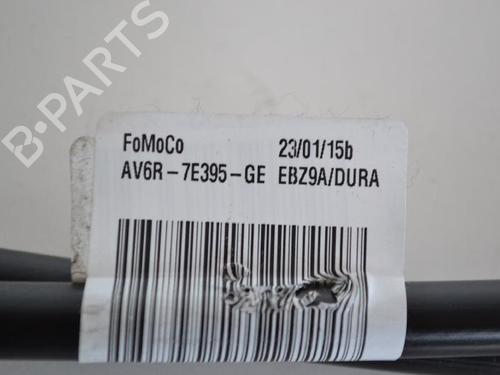 B-PARTS
FoMoCo 23/01/15b
AV6R-7E395-GE EBZ9A/DURA